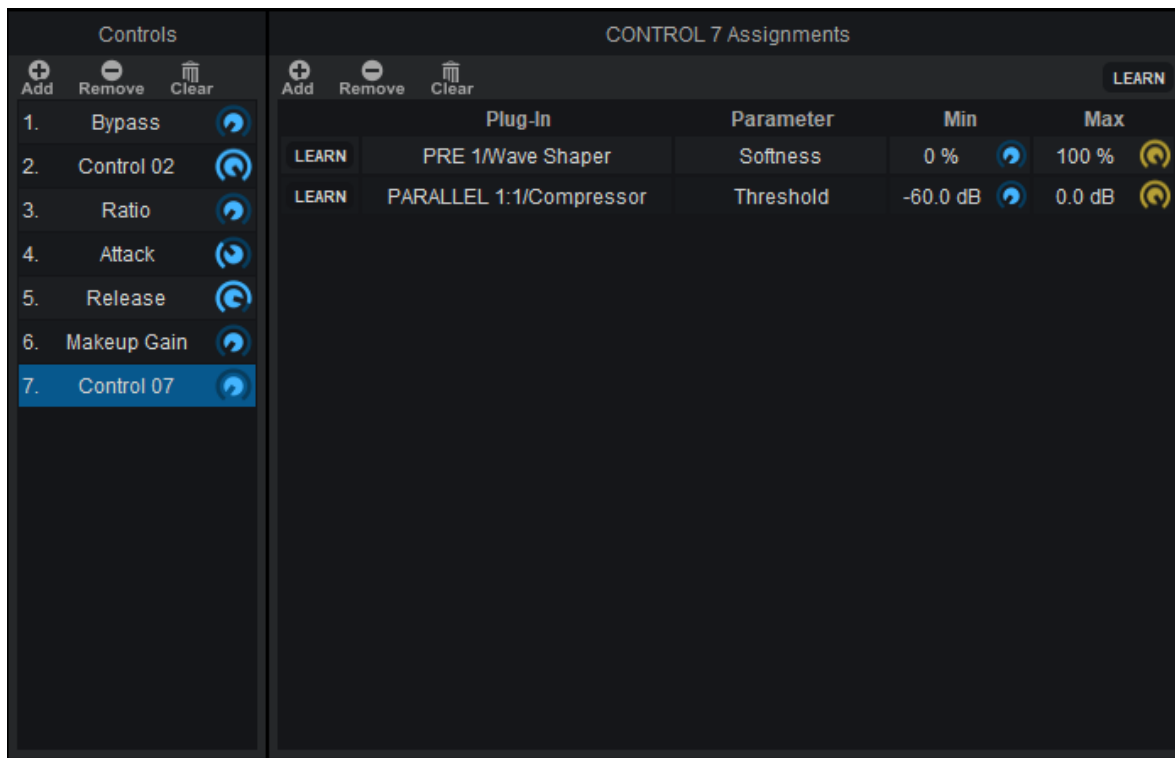 Controls
CONTROL 7 Assignments
Add Remove Clear
Add Remove Clear LEARN
Plug-In Parameter Min Max
1. Bypass
2. Control 02
3. Ratio
4. Attack
5. Release
6. Makeup Gain
7. Control 07
LEARN PRE 1/Wave Shaper Softness 0 % 100 %
LEARN PARALLEL 1:1/Compressor Threshold -60.0 dB 0.0 dB